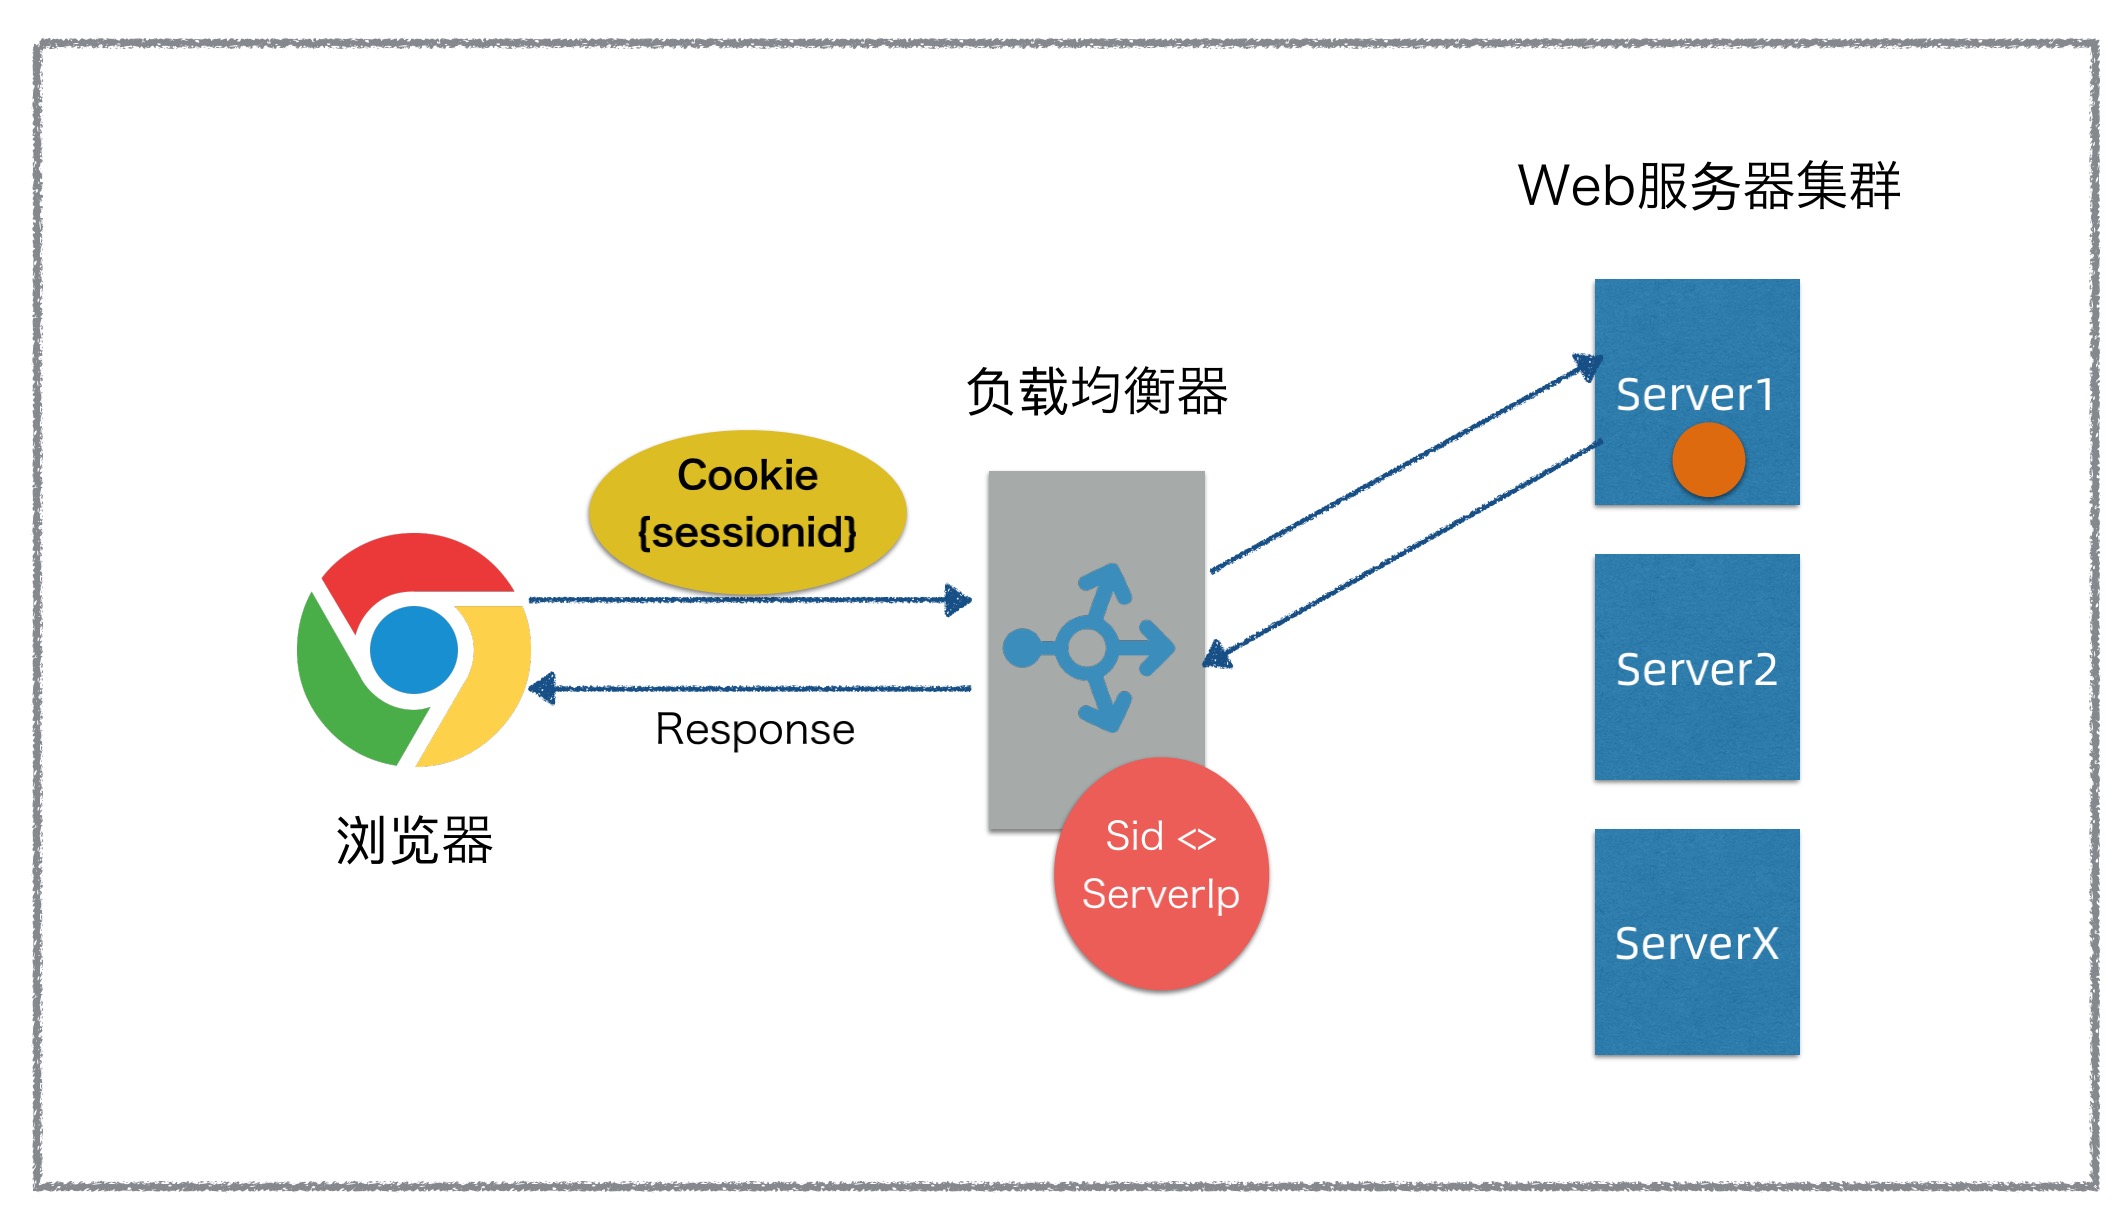 Web服务器集群
负载均衡器
Server1
Cookie
{sessionid}
Server2
Response
浏览器
Sid <>
ServerIp
ServerX